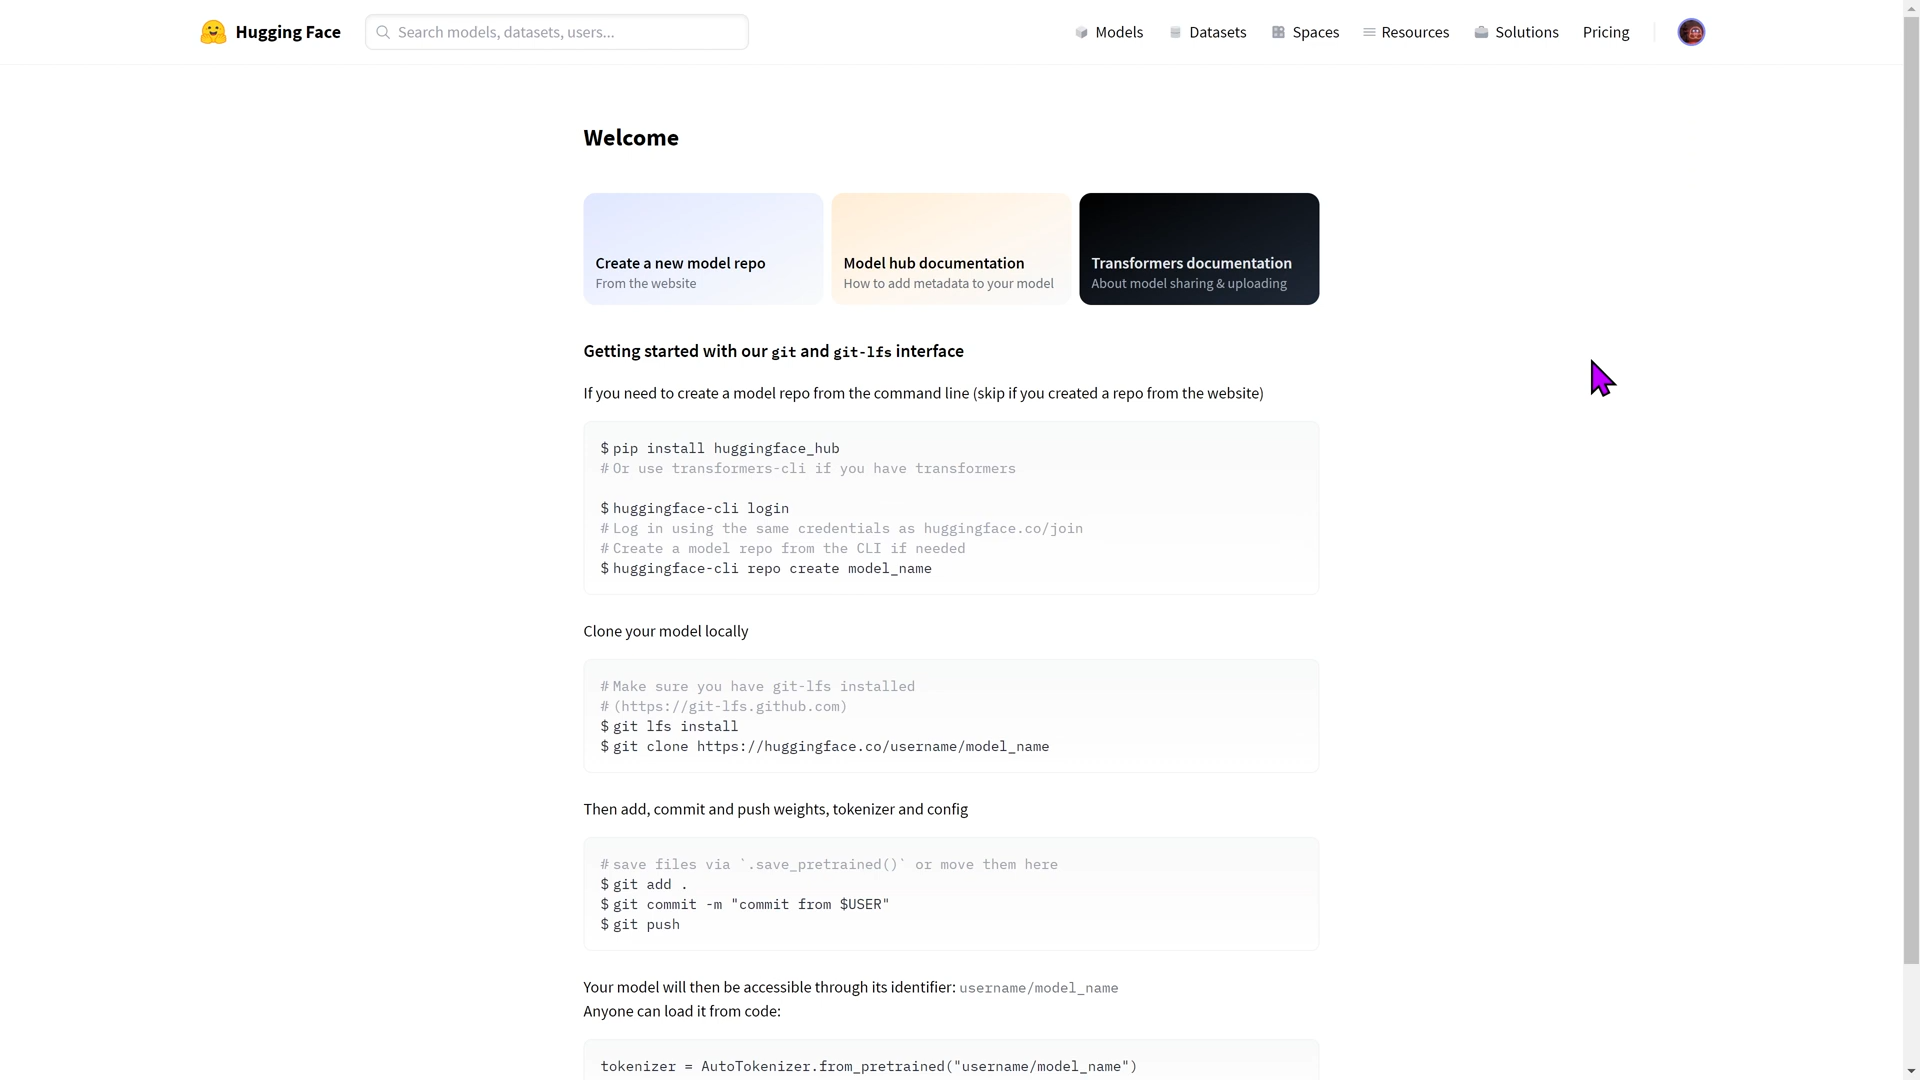 Hugging Face
Search models, datasets, users...
Models
Datasets
Spaces
Resources
Solutions
Pricing
Welcome
Create a new model repo
From the website
Model hub documentation
How to add metadata to your model
Transformers documentation
About model sharing & uploading
Getting started with our git and git-lfs interface
If you need to create a model repo from the command line (skip if you created a repo from the website)
$ pip install huggingface_hub
# Or use transformers-cli if you have transformers
$ huggingface-cli login
# Log in using the same credentials as huggingface.co/join
# Create a model repo from the CLI if needed
$ huggingface-cli repo create model_name
Clone your model locally
# Make sure you have git-lfs installed
# (https://git-lfs.github.com)
$ git lfs install
$ git clone https://huggingface.co/username/model_name
Then add, commit and push weights, tokenizer and config
# save files via `.save_pretrained()` or move them here
$ git add .
$ git commit -m "commit from $USER"
$ git push
Your model will then be accessible through its identifier: username/model_name
Anyone can load it from code:
tokenizer = AutoTokenizer.from_pretrained("username/model_name")